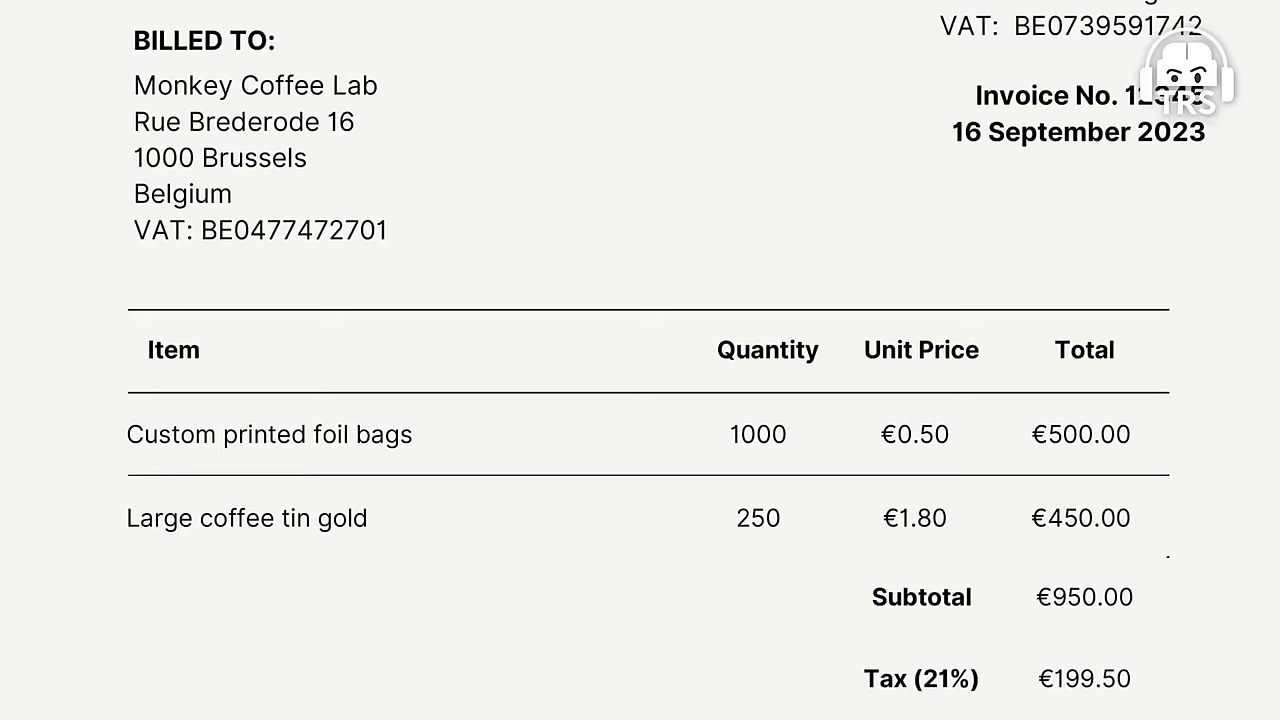 VAT: BE0739591742
BILLED TO:
Monkey Coffee Lab
Rue Brederode 16
1000 Brussels
Belgium
VAT: BE0477472701
Invoice No. 12345
16 September 2023
TRS
Item Quantity Unit Price Total
Custom printed foil bags 1000 €0.50 €500.00
Large coffee tin gold 250 €1.80 €450.00
Subtotal €950.00
Tax (21%) €199.50